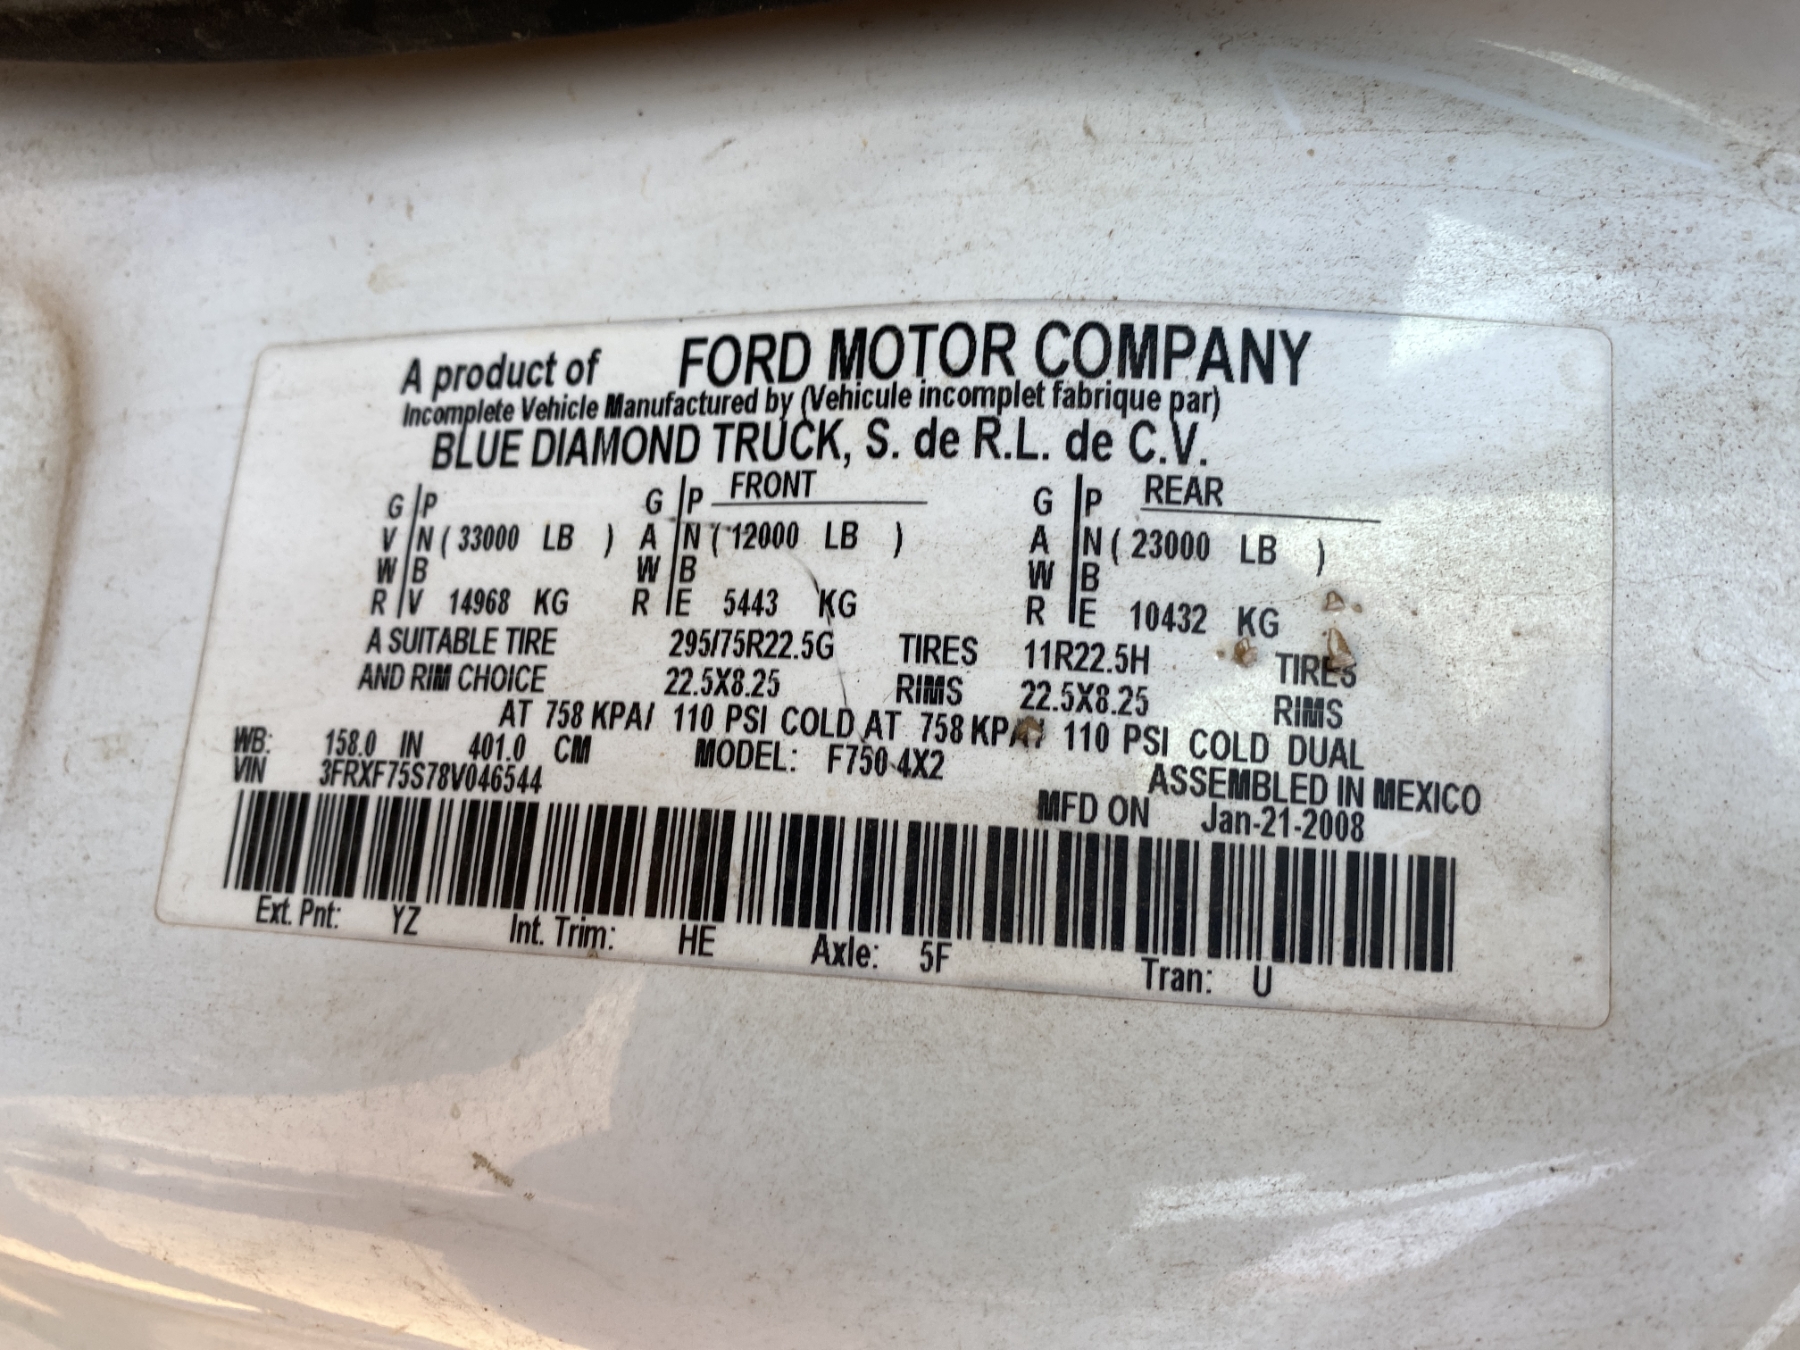 A product of FORD MOTOR COMPANY
Incomplete Vehicle Manufactured by (Vehicule incomplet fabrique par)
BLUE DIAMOND TRUCK, S. de R.L. de C.V.
G P G P FRONT G P REAR
V N ( 33000 LB ) A N ( 12000 LB ) A N ( 23000 LB )
W B W B W B
R V 14968 KG R E 5443 KG R E 10432 KG
A SUITABLE TIRE 295/75R22.5G TIRES 11R22.5H TIRES
AND RIM CHOICE 22.5X8.25 RIMS 22.5X8.25 RIMS
AT 758 KPA/ 110 PSI COLD AT 758 KPA/ 110 PSI COLD DUAL
WB: 158.0 IN 401.0 CM MODEL: F750 4X2 ASSEMBLED IN MEXICO
VIN 3FRXF75S78V046544 MFD ON Jan-21-2008
Ext. Pnt: YZ Int. Trim: HE Axle: 5F Tran: U